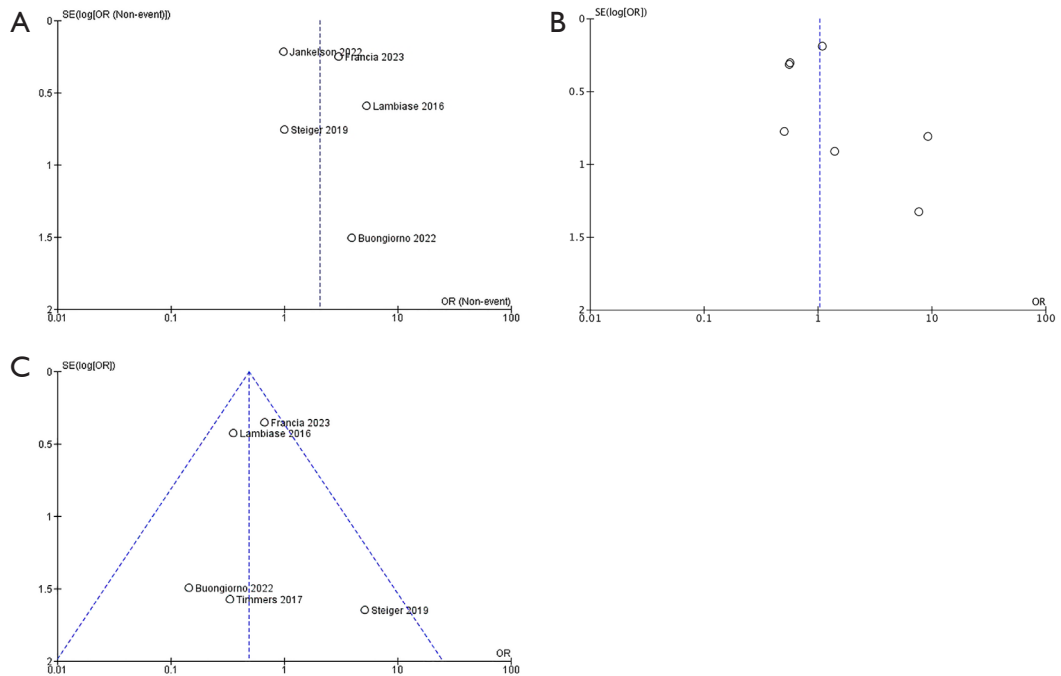 A
SE(log[OR (Non-event)])
0
Jankelson 2022
Francia 2023
0.5
Lambiase 2016
Steiger 2019
1
1.5
Buongiorno 2022
OR (Non-event)
2
0.01 0.1 1 10 100
B
SE(log[OR])
0
0.5
1
1.5
OR
2
0.01 0.1 1 10 100
C
SE(log[OR])
0
Francia 2023
Lambiase 2016
0.5
1
1.5
Buongiorno 2022
Timmers 2017
Steiger 2019
OR
2
0.01 0.1 1 10 100